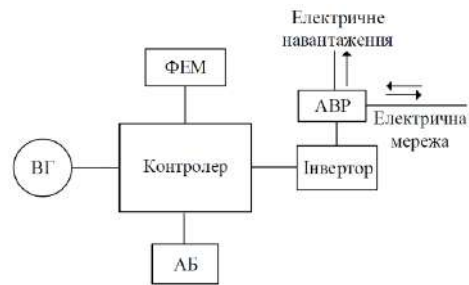 Електричне
навантаження
ФЕМ
АВР
Електрична
мережа
ВГ
Контролер
Інвертор
АБ